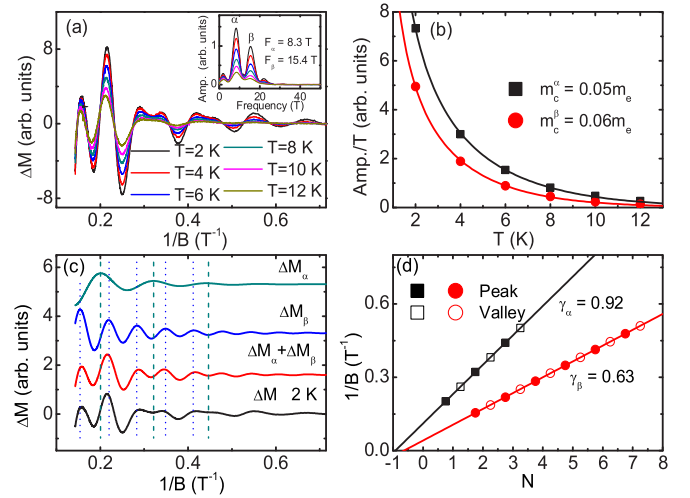 (a)
α
β
F_α = 8.3 T
F_β = 15.4 T
Amp. (arb. units)
0
20
40
Frequency (T)
8
0
-8
ΔM (arb. units)
T=2 K
T=4 K
T=6 K
T=8 K
T=10 K
T=12 K
0.2
0.4
0.6
1/B (T⁻¹)
(b)
m_c^α = 0.05m_e
m_c^β = 0.06m_e
Amp./T (arb. units)
0
2
4
6
2
4
6
8
10
12
T (K)
(c)
ΔM_α
ΔM_β
ΔM_α+ΔM_β
ΔM 2 K
ΔM (arb. units)
0
2
4
6
0.2
0.4
0.6
1/B (T⁻¹)
(d)
Peak
Valley
γ_α = 0.92
γ_β = 0.63
1/B (T⁻¹)
0.0
0.3
0.6
-1
0
1
2
3
4
5
6
7
8
N